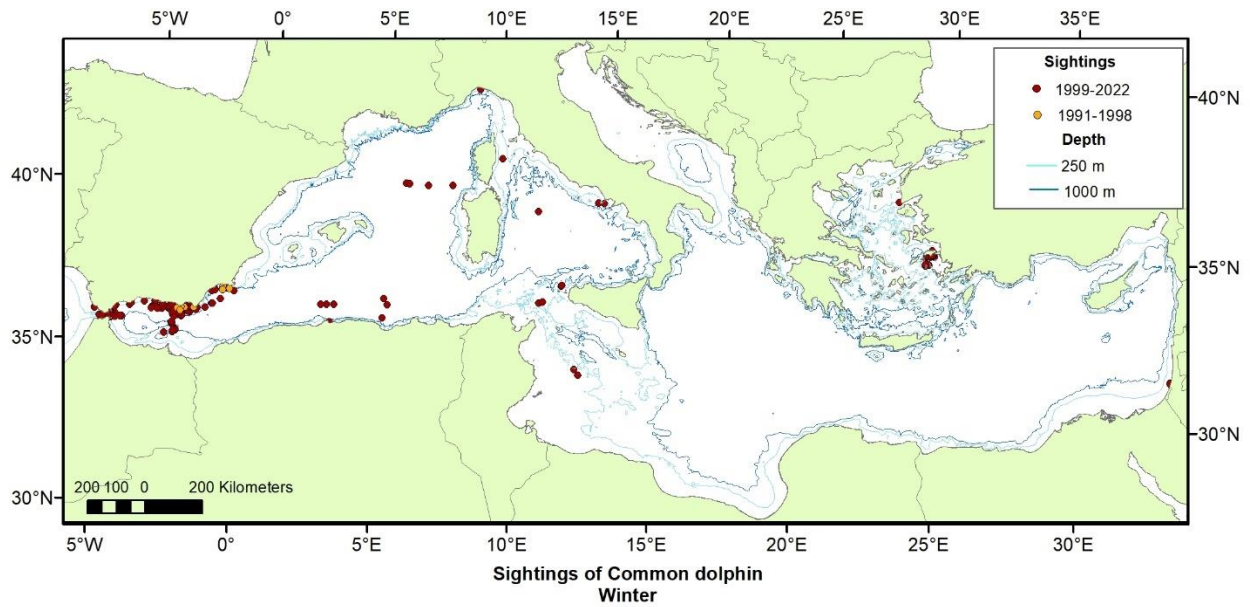 5°W 0° 5°E 10°E 15°E 20°E 25°E 30°E 35°E
Sightings
1999-2022
1991-1998
Depth
250 m
1000 m
40°N
40°N
35°N
35°N
30°N
30°N
200 100 0 200 Kilometers
5°W 0° 5°E 10°E 15°E 20°E 25°E 30°E
Sightings of Common dolphin
Winter